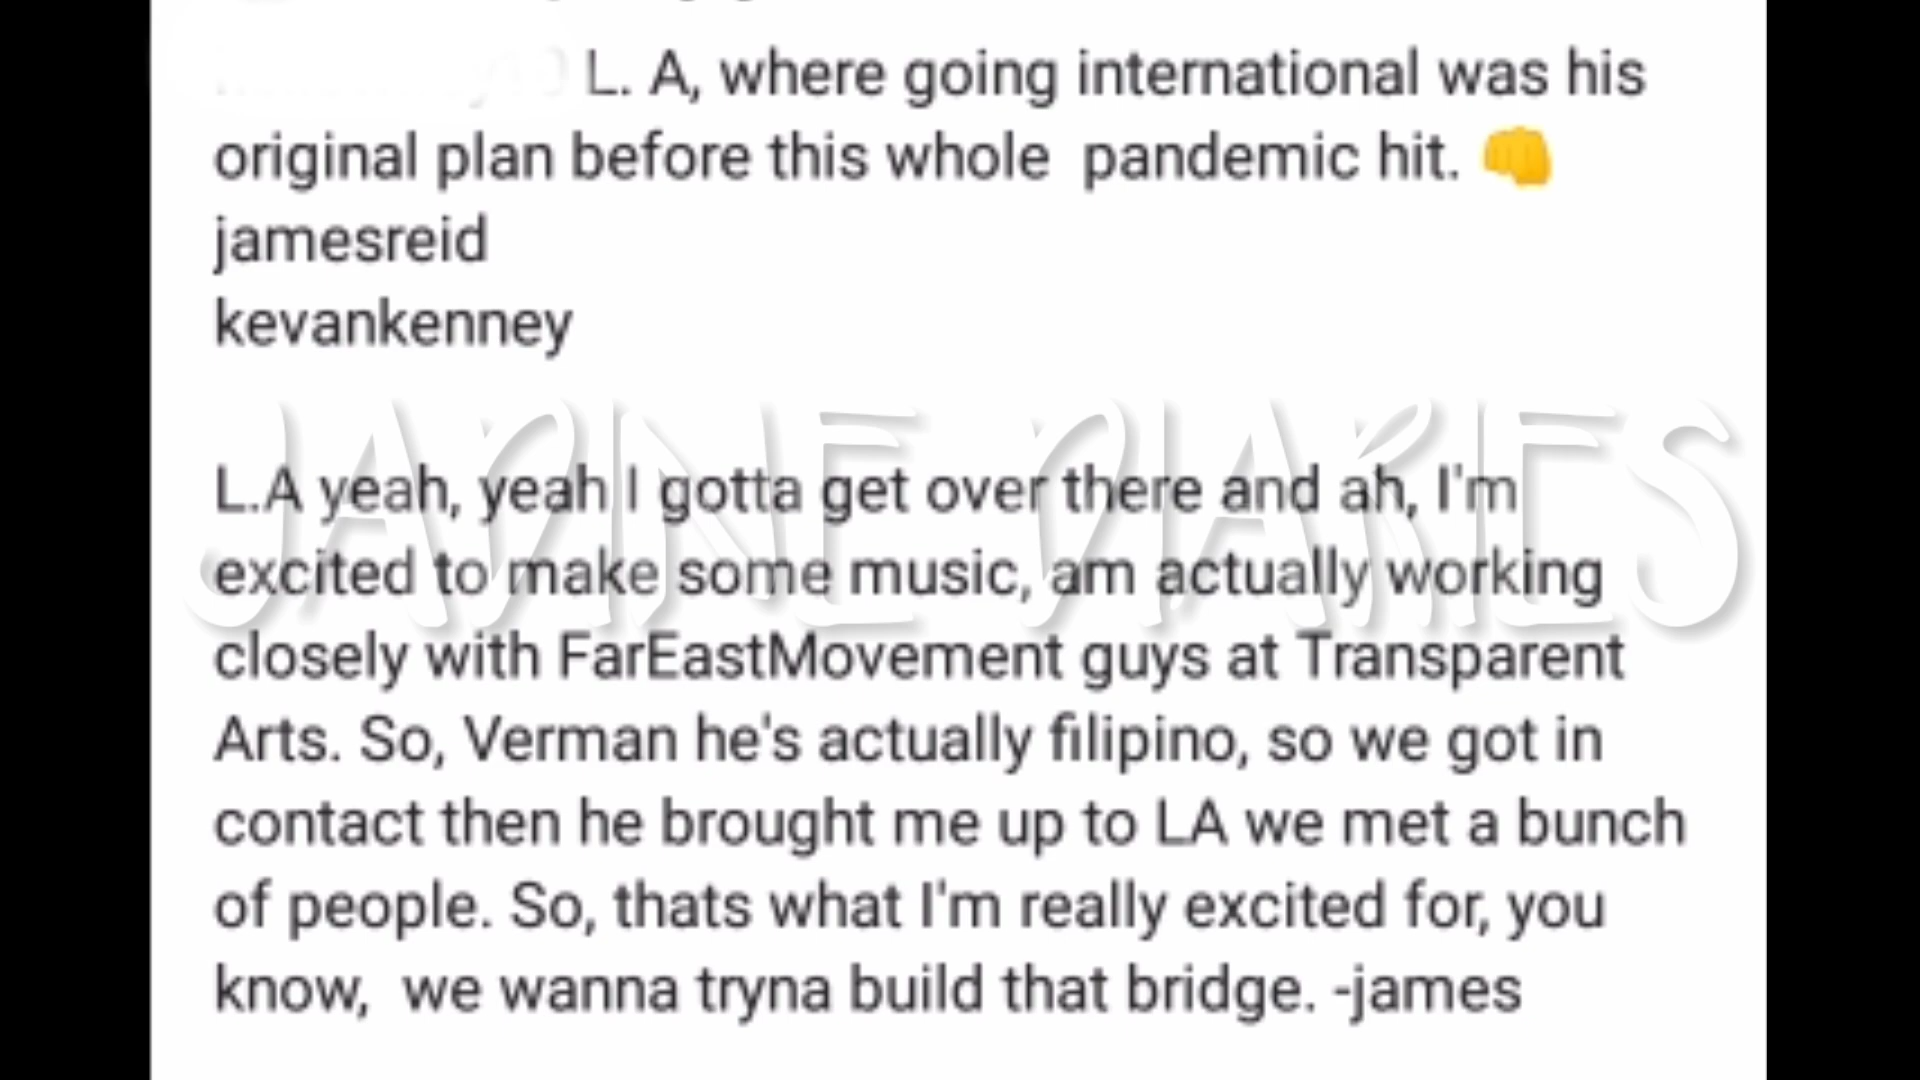 L. A, where going international was his
original plan before this whole  pandemic hit. 👊
jamesreid
kevankenney
JADINE DIARIES
L.A yeah, yeah I gotta get over there and ah, I'm
excited to make some music, am actually working
closely with FarEastMovement guys at Transparent
Arts. So, Verman he's actually filipino, so we got in
contact then he brought me up to LA we met a bunch
of people. So, thats what I'm really excited for, you
know,  we wanna tryna build that bridge. -james